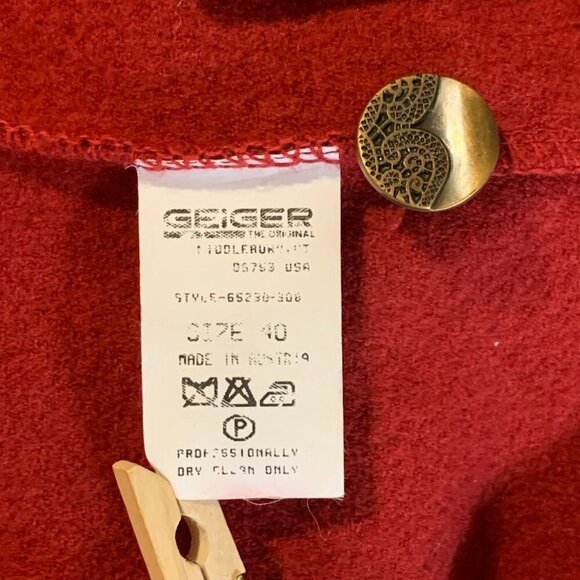 GEIGER
THE ORIGINAL
MIDDLEBURY.VT
05753 USA
STYLE-65230-308
SIZE 40
MADE IN AUSTRIA
P
PROFESSIONALLY
DRY CLEAN ONLY